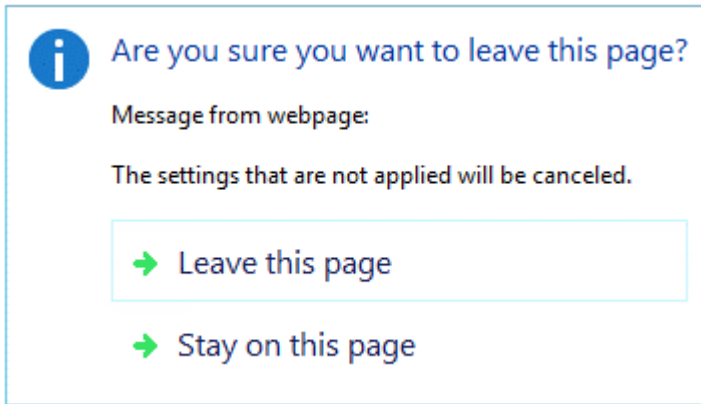 Are you sure you want to leave this page?
Message from webpage:
The settings that are not applied will be canceled.
Leave this page
Stay on this page